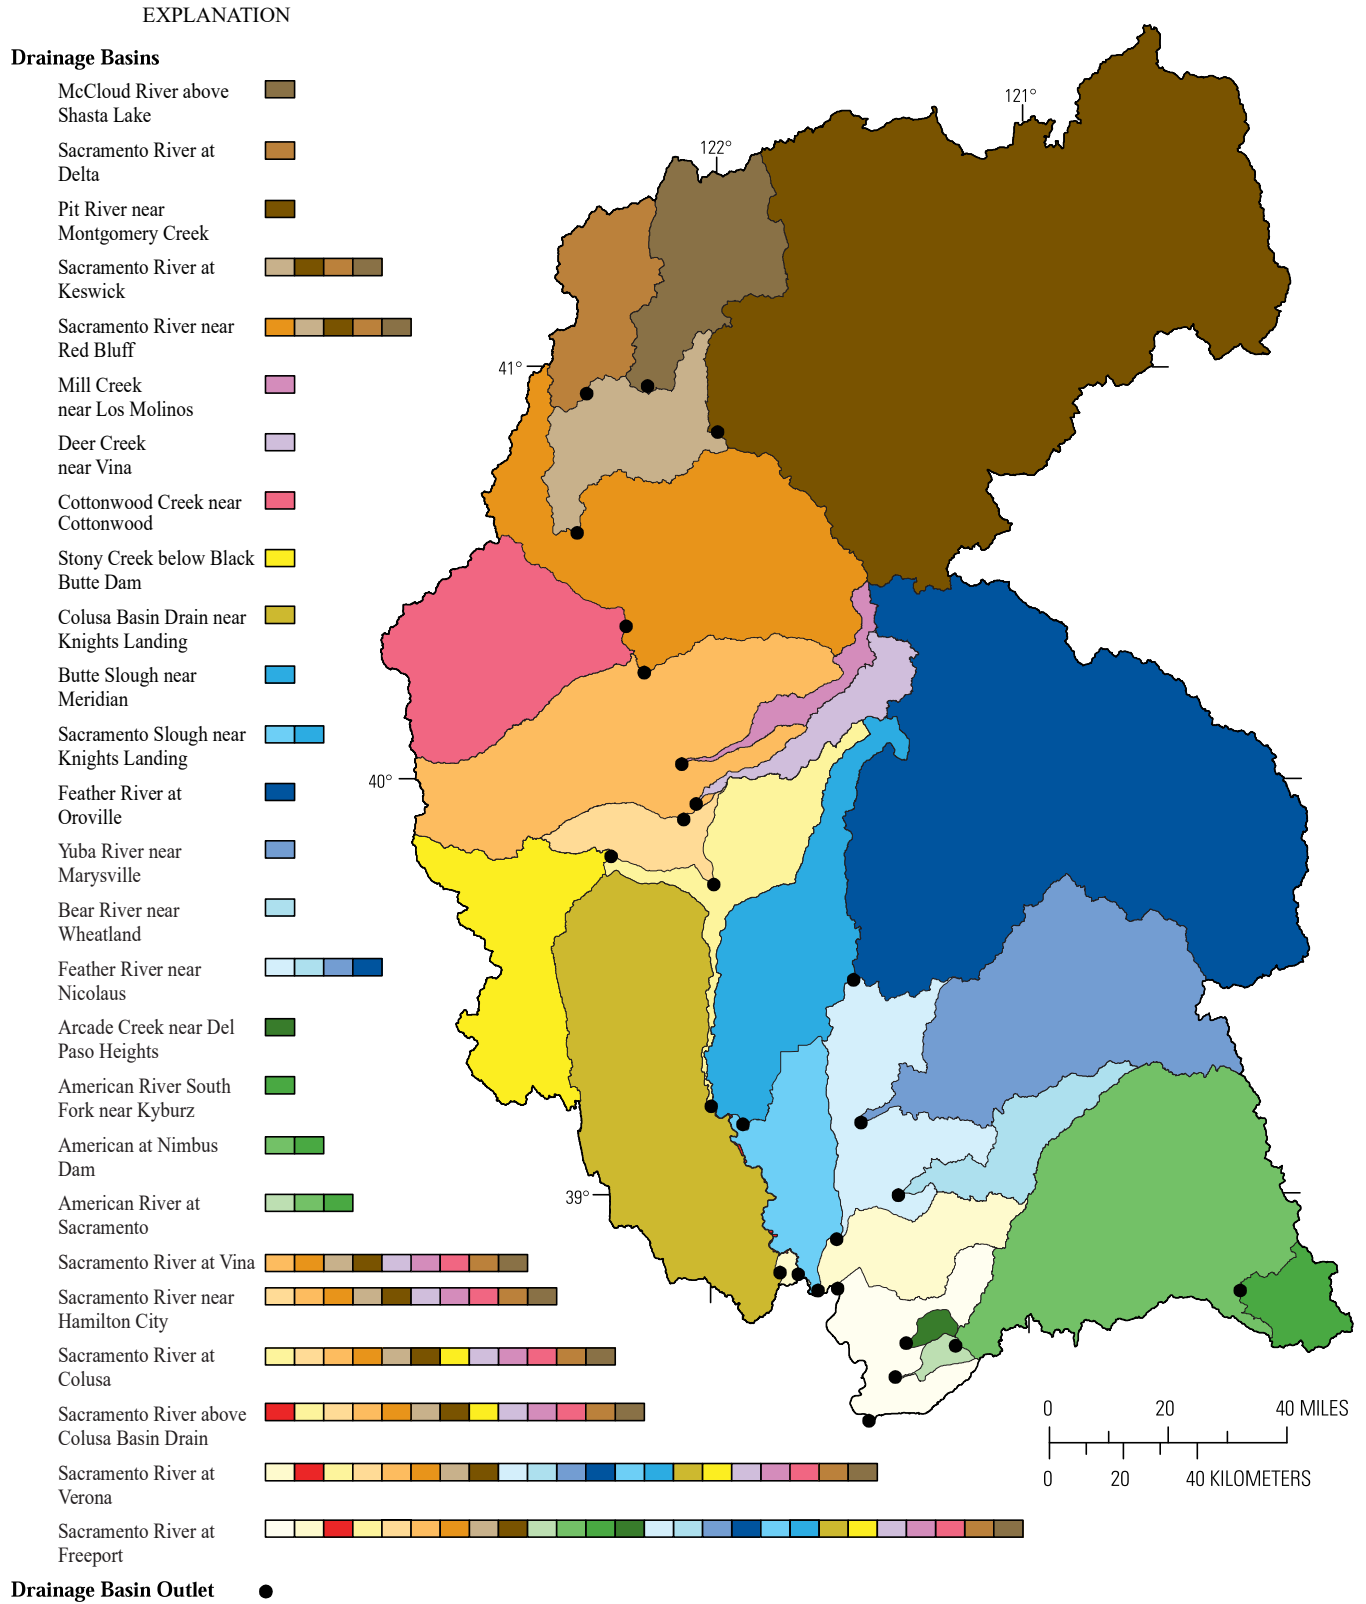 EXPLANATION
Drainage Basins
McCloud River above
Shasta Lake
Sacramento River at
Delta
Pit River near
Montgomery Creek
Sacramento River at
Keswick
Sacramento River near
Red Bluff
Mill Creek
near Los Molinos
Deer Creek
near Vina
Cottonwood Creek near
Cottonwood
Stony Creek below Black
Butte Dam
Colusa Basin Drain near
Knights Landing
Butte Slough near
Meridian
Sacramento Slough near
Knights Landing
Feather River at
Oroville
Yuba River near
Marysville
Bear River near
Wheatland
Feather River near
Nicolaus
Arcade Creek near Del
Paso Heights
American River South
Fork near Kyburz
American at Nimbus
Dam
American River at
Sacramento
Sacramento River at Vina
Sacramento River near
Hamilton City
Sacramento River at
Colusa
Sacramento River above
Colusa Basin Drain
Sacramento River at
Verona
Sacramento River at
Freeport
Drainage Basin Outlet
121°
122°
41°
40°
39°
0 20 40 MILES
0 20 40 KILOMETERS